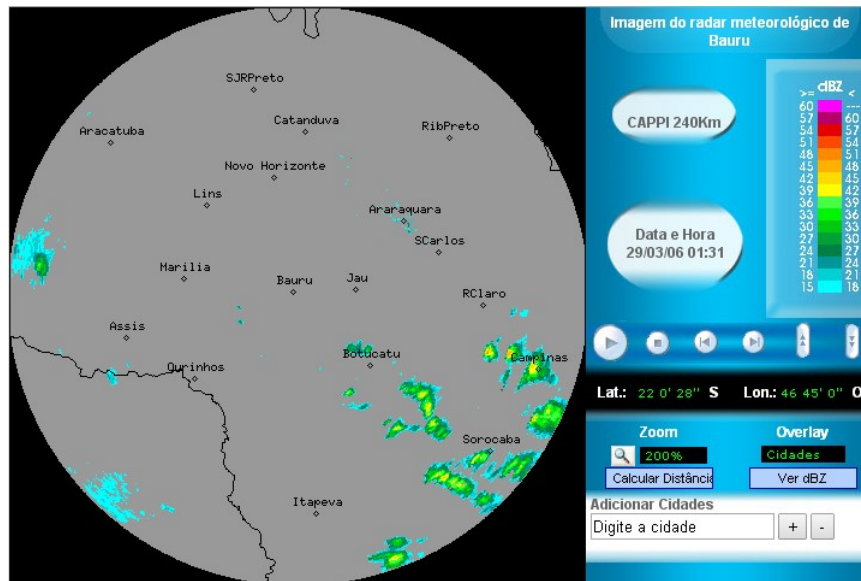 SJRPreto
Catanduva
RibPreto
Aracatuba
Novo Horizonte
Lins
Araraquara
SCarlos
Marilia
Bauru
Jau
RClaro
Assis
Botucatu
Campinas
Ourinhos
Sorocaba
Itapeva
Imagem do radar meteorológico de
Bauru
CAPPI 240Km
Data e Hora
29/03/06 01:31
>= dBZ <
60 ---
57 60
54 57
51 54
48 51
45 48
42 45
39 42
36 39
33 36
30 33
27 30
24 27
21 24
18 21
15 18
Lat.: 22 0' 28" S Lon.: 46 45' 0" O
Zoom Overlay
200% Cidades
Calcular Distância Ver dBZ
Adicionar Cidades
Digite a cidade + -